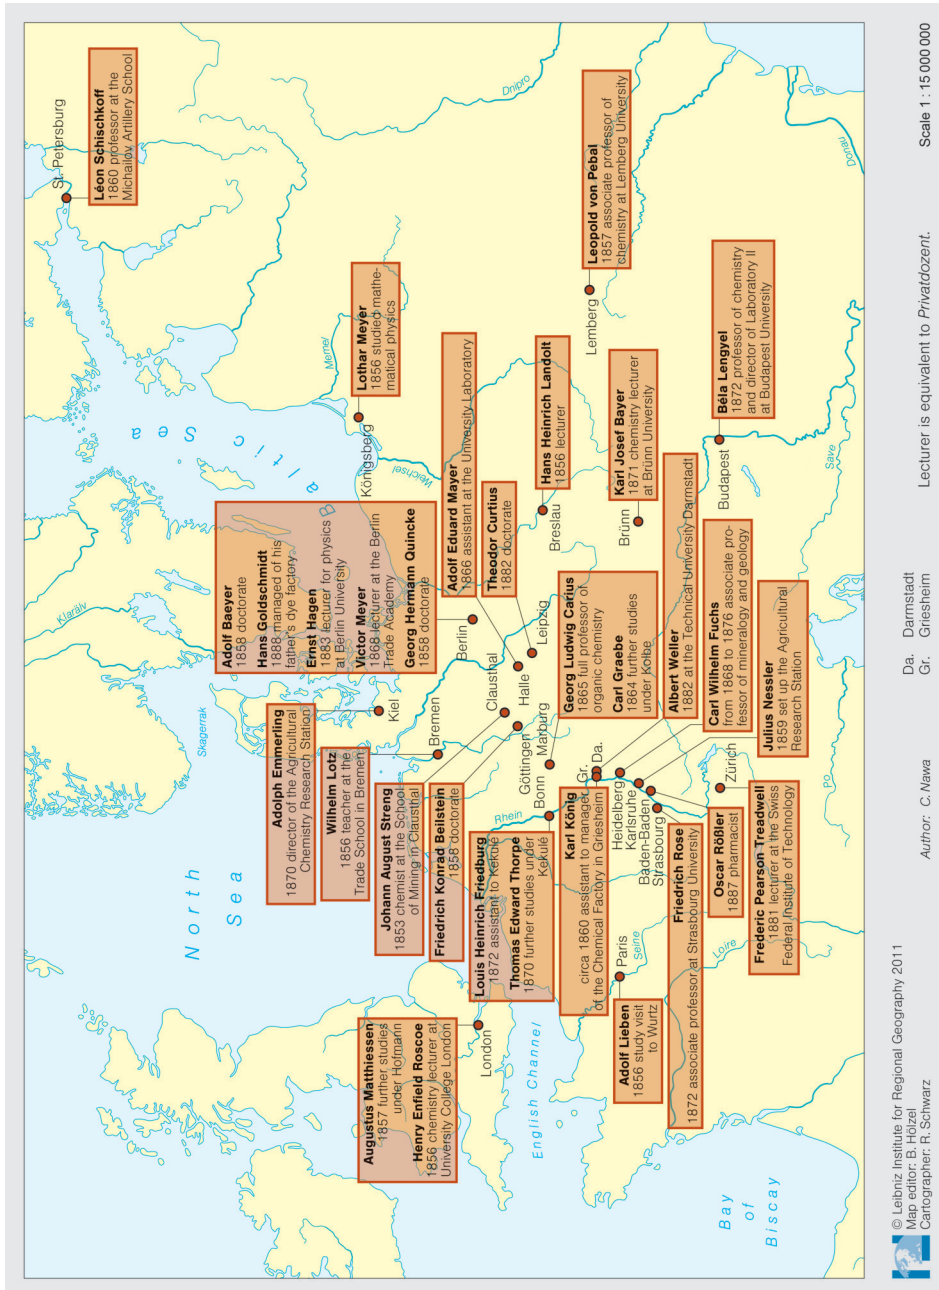 St. Petersburg
Léon Schischkoff
1860 professor at the
Michailov Artillery School
Dnipro
Klarälv
Skagerrak
North
Sea
Baltic
Sea
Memel
Königsberg
Lothar Meyer
1856 studied mathe-
matical physics
Weichsel
Adolf Baeyer
1858 doctorate
Hans Goldschmidt
1888 managed of his
father's dye factory
Ernst Hagen
1883 lecturer for physics
at Berlin University
Victor Meyer
1868 lecturer at the Berlin
Trade Academy
Georg Hermann Quincke
1858 doctorate
Berlin
Adolf Eduard Mayer
1866 assistant at the University Laboratory
Halle
Theodor Curtius
1882 doctorate
Leipzig
Hans Heinrich Landolt
1856 lecturer
Breslau
Leopold von Pebal
1857 associate professor of
chemistry at Lemberg University
Lemberg
Karl Josef Bayer
1871 chemistry lecturer
at Brünn University
Brünn
Béla Lengyel
1872 professor of chemistry
and director of Laboratory II
at Budapest University
Budapest
Save
Donau
Adolph Emmerling
1870 director of the Agricultural
Chemistry Research Station
Kiel
Wilhelm Lotz
1856 teacher at the
Trade School in Bremen
Bremen
Johann August Streng
1853 chemist at the School
of Mining in Clausthal
Clausthal
Friedrich Konrad Beilstein
1858 doctorate
Göttingen
Georg Ludwig Carius
1865 full professor of
organic chemistry
Carl Graebe
1864 further studies
under Kolbe
Marburg
Louis Heinrich Friedburg
1872 assistant to Kekulé
Thomas Edward Thorpe
1870 further studies under
Kekulé
Bonn
Rhein
Karl König
circa 1860 assistant to manager
of the Chemical Factory in Griesheim
Gr.
Da.
Albert Weller
1882 at the Technical University Darmstadt
Heidelberg
Carl Wilhelm Fuchs
from 1868 to 1876 associate pro-
fessor of mineralogy and geology
Karlsruhe
Julius Nessler
1859 set up the Agricultural
Research Station
Baden-Baden
Oscar Rößler
1887 pharmacist
Strasbourg
Friedrich Rose
1872 associate professor at Strasbourg University
Zürich
Frederic Pearson Treadwell
1881 lecturer at the Swiss
Federal Institute of Technology
Po
Augustus Matthiessen
1857 further studies
under Hofmann
Henry Enfield Roscoe
1856 chemistry lecturer at
University College London
London
English Channel
Paris
Seine
Loire
Adolf Lieben
1856 study visit
to Wurtz
Bay
of
Biscay
© Leibniz Institute for Regional Geography 2011
Map editor: B. Hölzel
Cartographer: R. Schwarz
Author: C. Nawa
Da. Darmstadt
Gr. Griesheim
Lecturer is equivalent to Privatdozent.
Scale 1 : 15 000 000